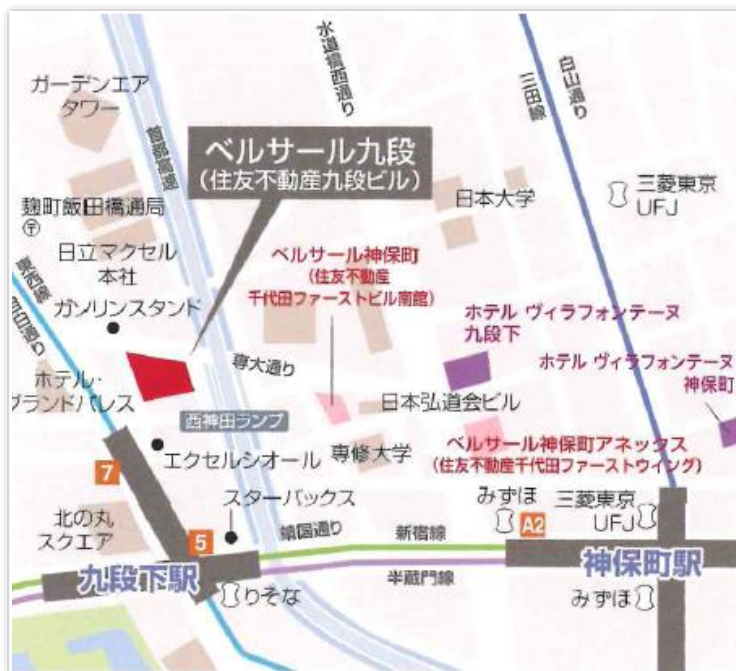 ガーデンエア
タワー
首都高速
水道橋西通り
三田線
白山通り
ベルサール九段
(住友不動産九段ビル)
日本大学
三菱東京
UFJ
麹町飯田橋通局
〒
日立マクセル
本社
ベルサール神保町
(住友不動産
千代田ファーストビル南館)
東西線
目白通り
ガソリンスタンド
ホテル ヴィラフォンテーヌ
九段下
専大通り
ホテル ヴィラフォンテーヌ
神保町
ホテル・
グランドパレス
西神田ランプ
日本弘道会ビル
7
エクセルシオール
専修大学
ベルサール神保町アネックス
(住友不動産千代田ファーストウイング)
スターバックス
みずほ
三菱東京
UFJ
北の丸
スクエア
5
靖国通り
新宿線
A2
九段下駅
神保町駅
りそな
半蔵門線
みずほ